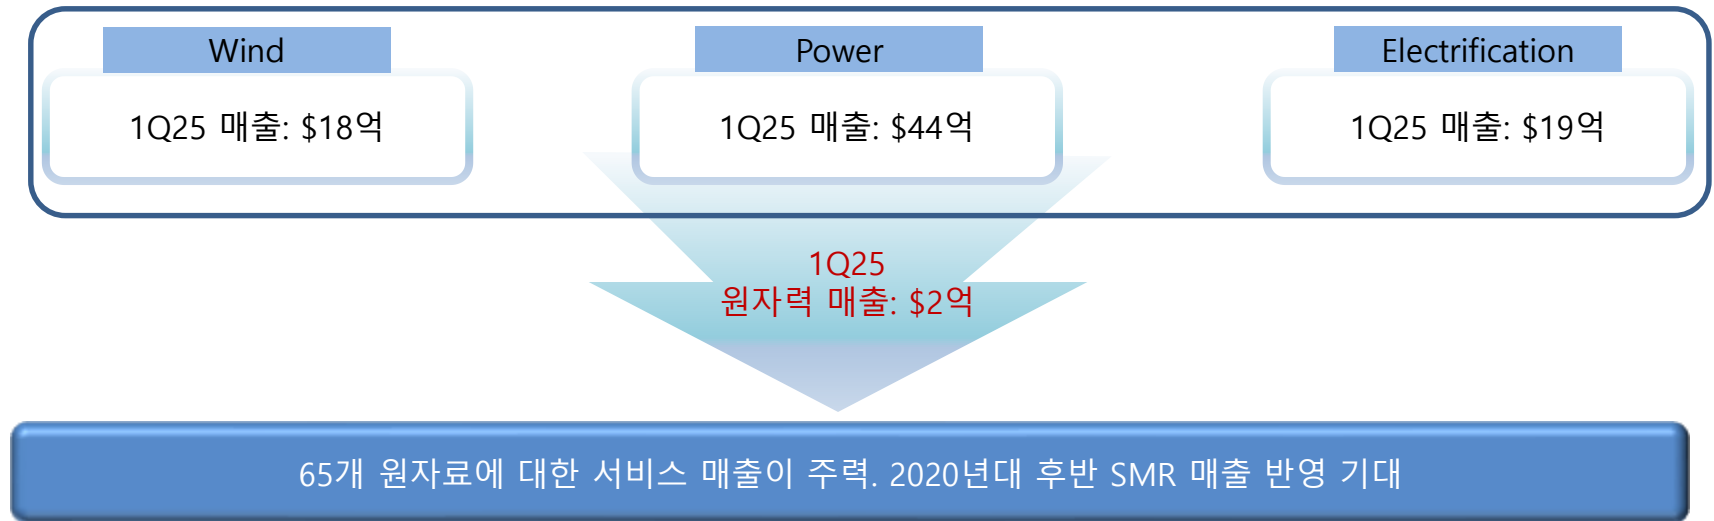 Wind
1Q25 매출: $18억
Power
1Q25 매출: $44억
Electrification
1Q25 매출: $19억
1Q25
원자력 매출: $2억
65개 원자료에 대한 서비스 매출이 주력. 2020년대 후반 SMR 매출 반영 기대